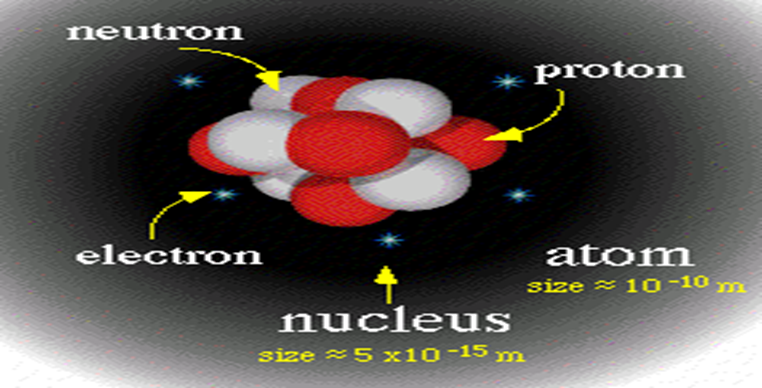 neutron
proton
electron
atom
size ≈ 10⁻¹⁰ m
nucleus
size ≈ 5 x10⁻¹⁵ m